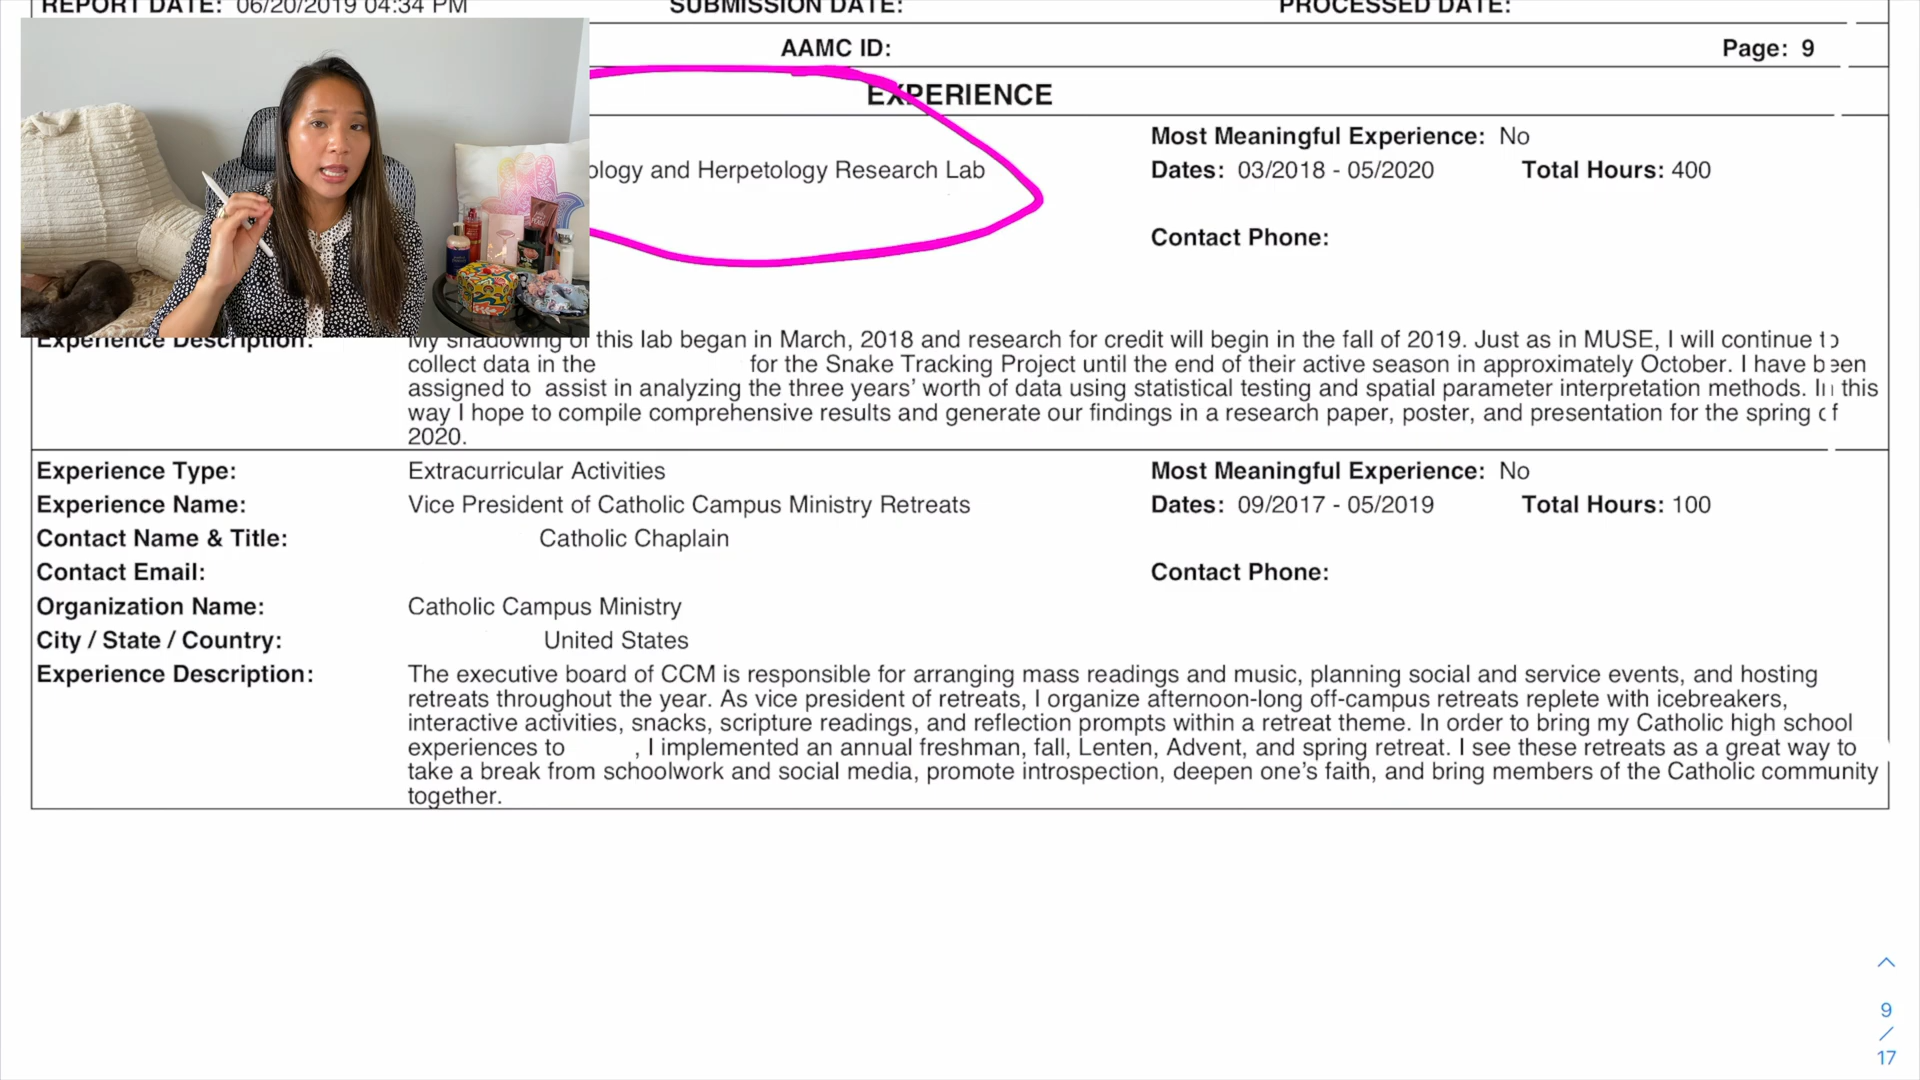 REPORT DATE: 06/20/2019 04:34 PM SUBMISSION DATE: PROCESSED DATE:
AAMC ID: Page: 9
EXPERIENCE
Most Meaningful Experience: No
ology and Herpetology Research Lab Dates: 03/2018 - 05/2020 Total Hours: 400
Contact Phone:
Experience Description: My shadowing of this lab began in March, 2018 and research for credit will begin in the fall of 2019. Just as in MUSE, I will continue to
collect data in the for the Snake Tracking Project until the end of their active season in approximately October. I have been
assigned to assist in analyzing the three years' worth of data using statistical testing and spatial parameter interpretation methods. In this
way I hope to compile comprehensive results and generate our findings in a research paper, poster, and presentation for the spring of
2020.
Experience Type: Extracurricular Activities Most Meaningful Experience: No
Experience Name: Vice President of Catholic Campus Ministry Retreats Dates: 09/2017 - 05/2019 Total Hours: 100
Contact Name & Title: Catholic Chaplain
Contact Email: Contact Phone:
Organization Name: Catholic Campus Ministry
City / State / Country: United States
Experience Description: The executive board of CCM is responsible for arranging mass readings and music, planning social and service events, and hosting
retreats throughout the year. As vice president of retreats, I organize afternoon-long off-campus retreats replete with icebreakers,
interactive activities, snacks, scripture readings, and reflection prompts within a retreat theme. In order to bring my Catholic high school
experiences to , I implemented an annual freshman, fall, Lenten, Advent, and spring retreat. I see these retreats as a great way to
take a break from schoolwork and social media, promote introspection, deepen one's faith, and bring members of the Catholic community
together.
9
/
17